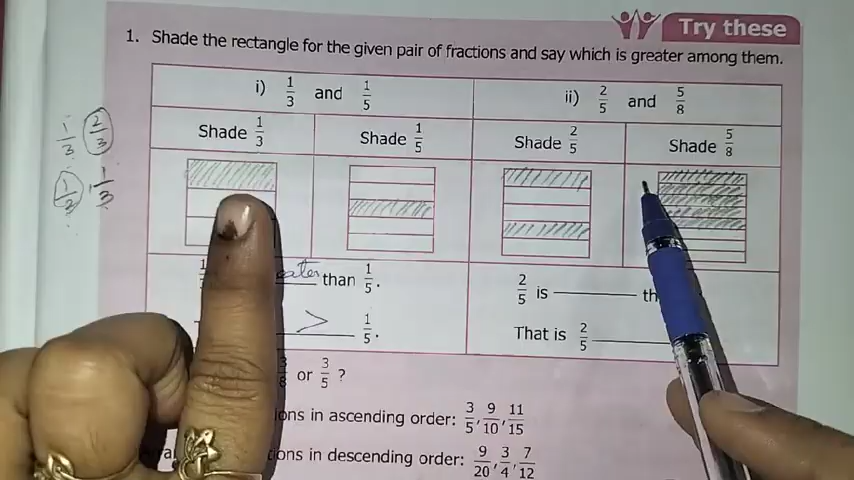 Try these
1. Shade the rectangle for the given pair of fractions and say which is greater among them.
i) 1/3 and 1/5
ii) 2/5 and 5/8
Shade 1/3
Shade 1/5
Shade 2/5
Shade 5/8
1/3 2/3
1/2 1/3
than 1/5.
> 1/5.
2/5 is
That is 2/5
3/8 or 3/5 ?
in ascending order: 3/5, 9/10, 11/15
in descending order: 9/20, 3/4, 7/12